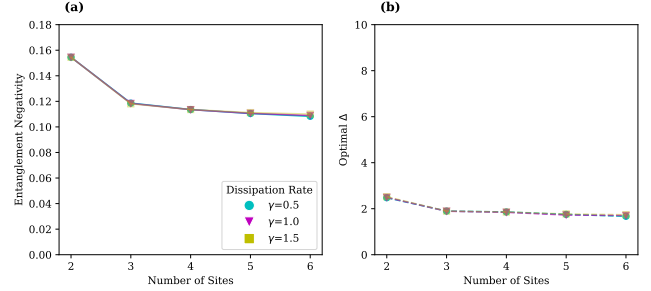 (a)
0.18
0.16
0.14
0.12
0.10
0.08
0.06
0.04
0.02
0.00
Entanglement Negativity
Dissipation Rate
γ=0.5
γ=1.0
γ=1.5
2 3 4 5 6
Number of Sites
(b)
10
8
6
4
2
0
Optimal Δ
2 3 4 5 6
Number of Sites